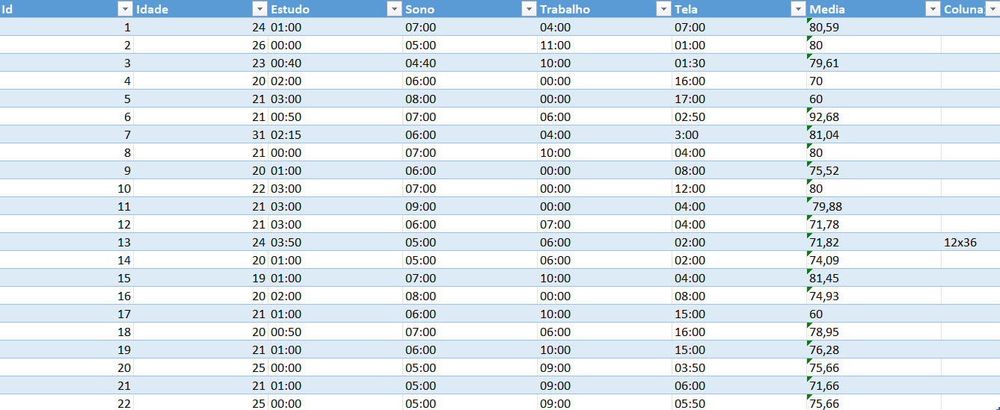 Id Idade Estudo Sono Trabalho Tela Media Coluna
1 24 01:00 07:00 04:00 07:00 80,59
2 26 00:00 05:00 11:00 01:00 80
3 23 00:40 04:40 10:00 01:30 79,61
4 20 02:00 06:00 00:00 16:00 70
5 21 03:00 08:00 00:00 17:00 60
6 21 00:50 07:00 06:00 02:50 92,68
7 31 02:15 06:00 04:00 3:00 81,04
8 21 00:00 07:00 10:00 04:00 80
9 20 01:00 06:00 00:00 08:00 75,52
10 22 03:00 07:00 00:00 12:00 80
11 21 03:00 09:00 00:00 04:00 79,88
12 21 03:00 06:00 07:00 04:00 71,78
13 24 03:50 05:00 06:00 02:00 71,82 12x36
14 20 01:00 05:00 06:00 02:00 74,09
15 19 01:00 07:00 10:00 04:00 81,45
16 20 02:00 08:00 00:00 08:00 74,93
17 21 01:00 06:00 10:00 15:00 60
18 20 00:50 07:00 06:00 16:00 78,95
19 21 01:00 06:00 10:00 15:00 76,28
20 25 00:00 05:00 09:00 03:50 75,66
21 21 01:00 05:00 09:00 06:00 71,66
22 25 00:00 05:00 09:00 05:50 75,66